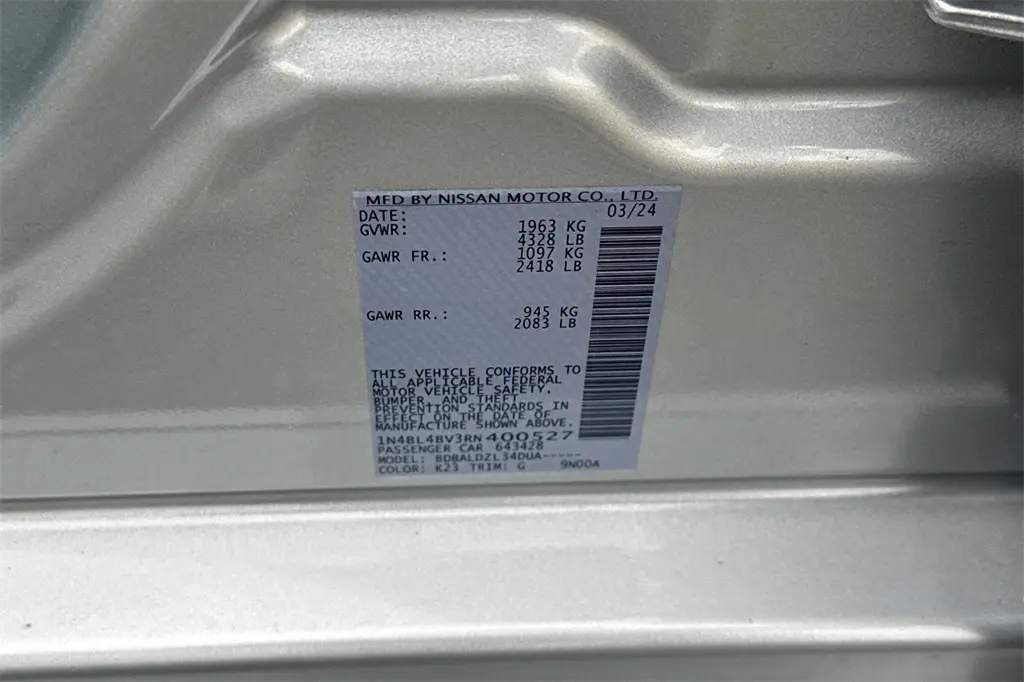 MFD BY NISSAN MOTOR CO., LTD.
DATE: 03/24
GVWR: 1963 KG
4328 LB
GAWR FR.: 1097 KG
2418 LB
GAWR RR.: 945 KG
2083 LB
THIS VEHICLE CONFORMS TO
ALL APPLICABLE FEDERAL
MOTOR VEHICLE SAFETY,
BUMPER, AND THEFT
PREVENTION STANDARDS IN
EFFECT ON THE DATE OF
MANUFACTURE SHOWN ABOVE.
1N4BL4BV3RN400527
PASSENGER CAR 643428
MODEL: BDBALDZL34DUA-----
COLOR: K23 TRIM: G 9N00A